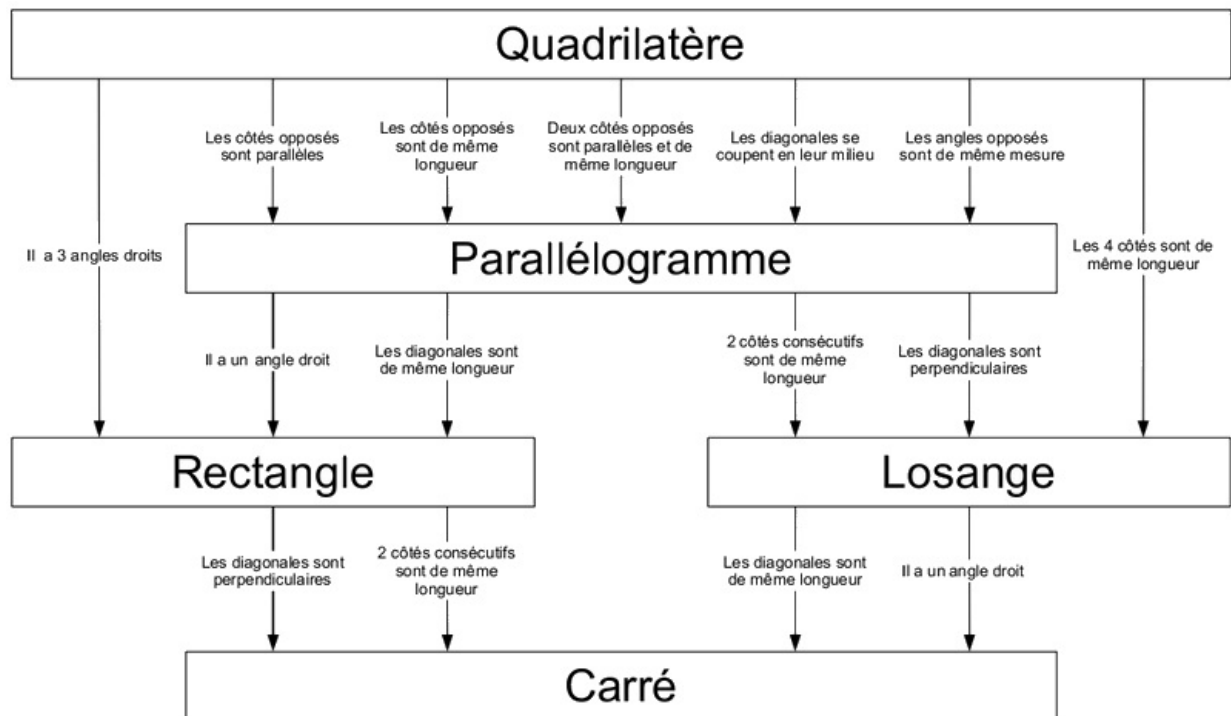 Quadrilatère
Les côtés opposés
sont parallèles
Les côtés opposés
sont de même
longueur
Deux côtés opposés
sont parallèles et de
même longueur
Les diagonales se
coupent en leur milieu
Les angles opposés
sont de même mesure
Il a 3 angles droits
Parallélogramme
Les 4 côtés sont de
même longueur
Il a un angle droit
Les diagonales sont
de même longueur
2 côtés consécutifs
sont de même
longueur
Les diagonales sont
perpendiculaires
Rectangle
Losange
Les diagonales sont
perpendiculaires
2 côtés consécutifs
sont de même
longueur
Les diagonales sont
de même longueur
Il a un angle droit
Carré